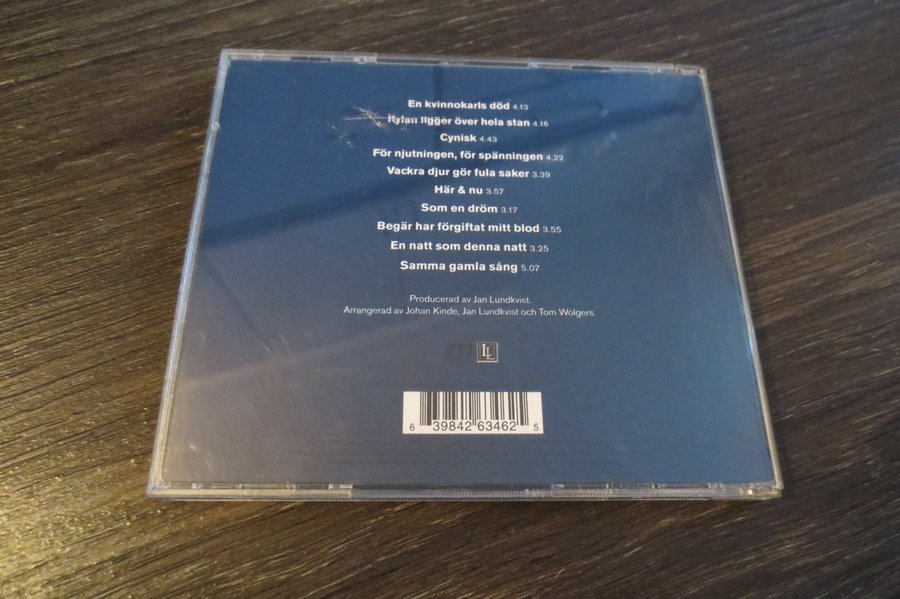 En kvinnokarls död 4.13
Kylan ligger över hela stan 4.16
Cynisk 4.43
För njutningen, för spänningen 4.22
Vackra djur gör fula saker 3.39
Här & nu 3.57
Som en dröm 3.17
Begär har förgiftat mitt blod 3.55
En natt som denna natt 3.25
Samma gamla sång 5.07
Producerad av Jan Lundkvist.
Arrangerad av Johan Kinde, Jan Lundkvist och Tom Wolgers.
LL
6 39842 63462 5